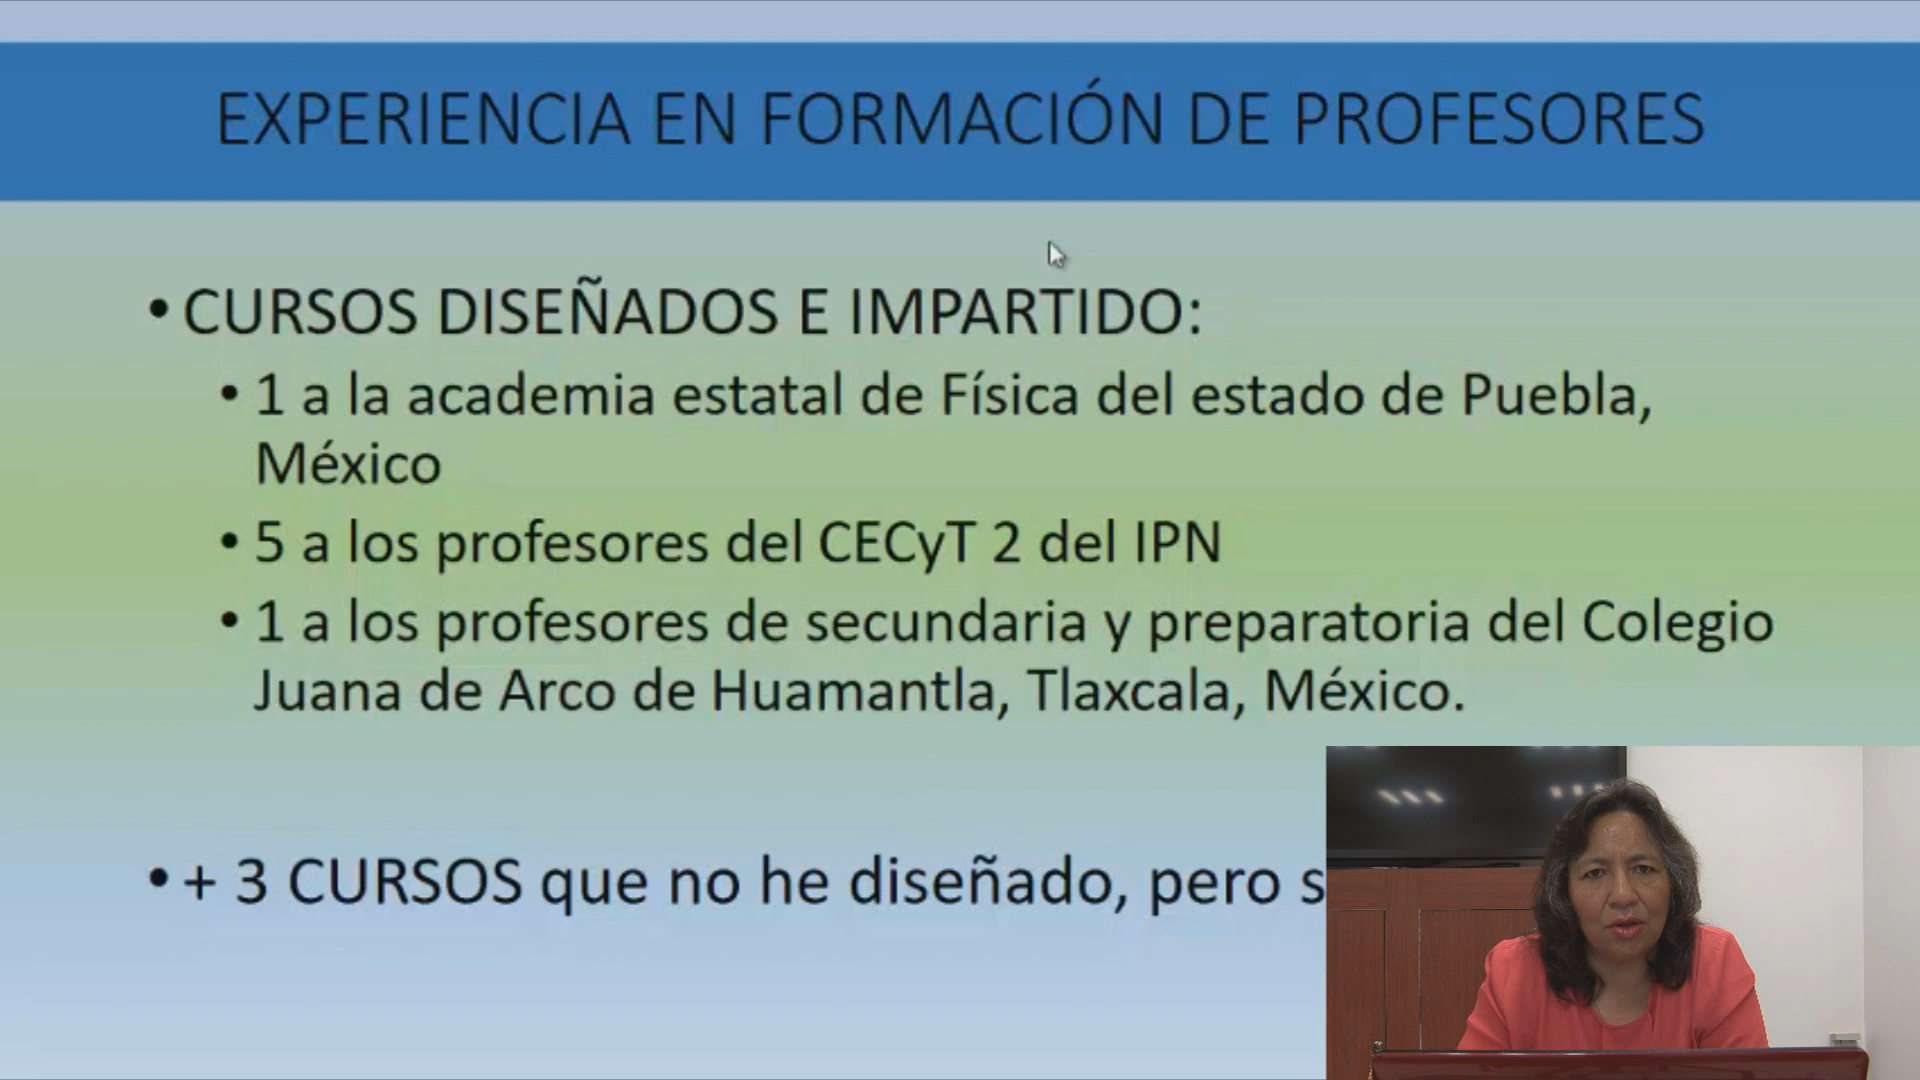 EXPERIENCIA EN FORMACIÓN DE PROFESORES
• CURSOS DISEÑADOS E IMPARTIDO:
• 1 a la academia estatal de Física del estado de Puebla,
México
• 5 a los profesores del CECyT 2 del IPN
• 1 a los profesores de secundaria y preparatoria del Colegio
Juana de Arco de Huamantla, Tlaxcala, México.
• + 3 CURSOS que no he diseñado, pero